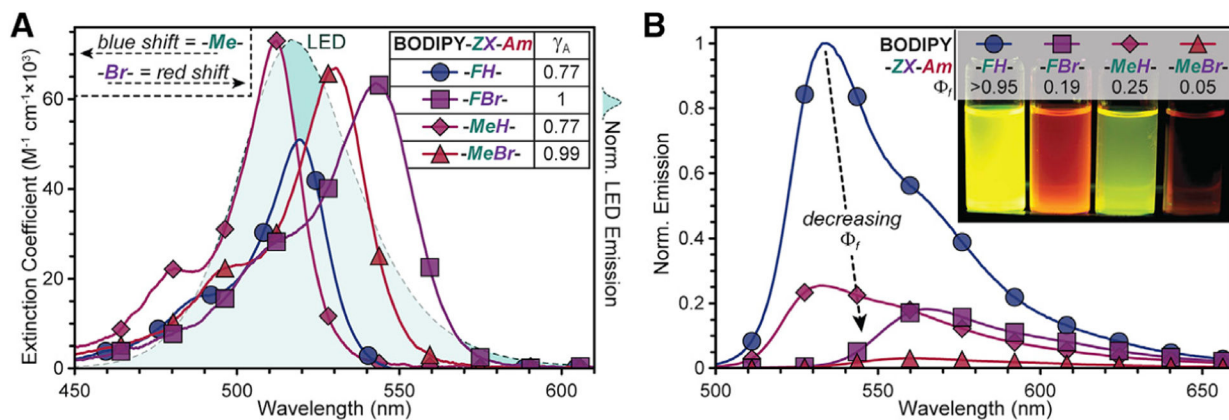 A
blue shift = -Me-
-Br- = red shift
LED
BODIPY-ZX-Am γA
-FH- 0.77
-FBr- 1
-MeH- 0.77
-MeBr- 0.99
Extinction Coefficient (M⁻¹ cm⁻¹×10³)
60
40
20
0
450 500 550 600
Wavelength (nm)
Norm. LED Emission
B
BODIPY
-ZX-Am -FH- -FBr- -MeH- -MeBr-
Φf >0.95 0.19 0.25 0.05
decreasing
Φf
Norm. Emission
1
0.8
0.6
0.4
0.2
0
500 550 600 650
Wavelength (nm)